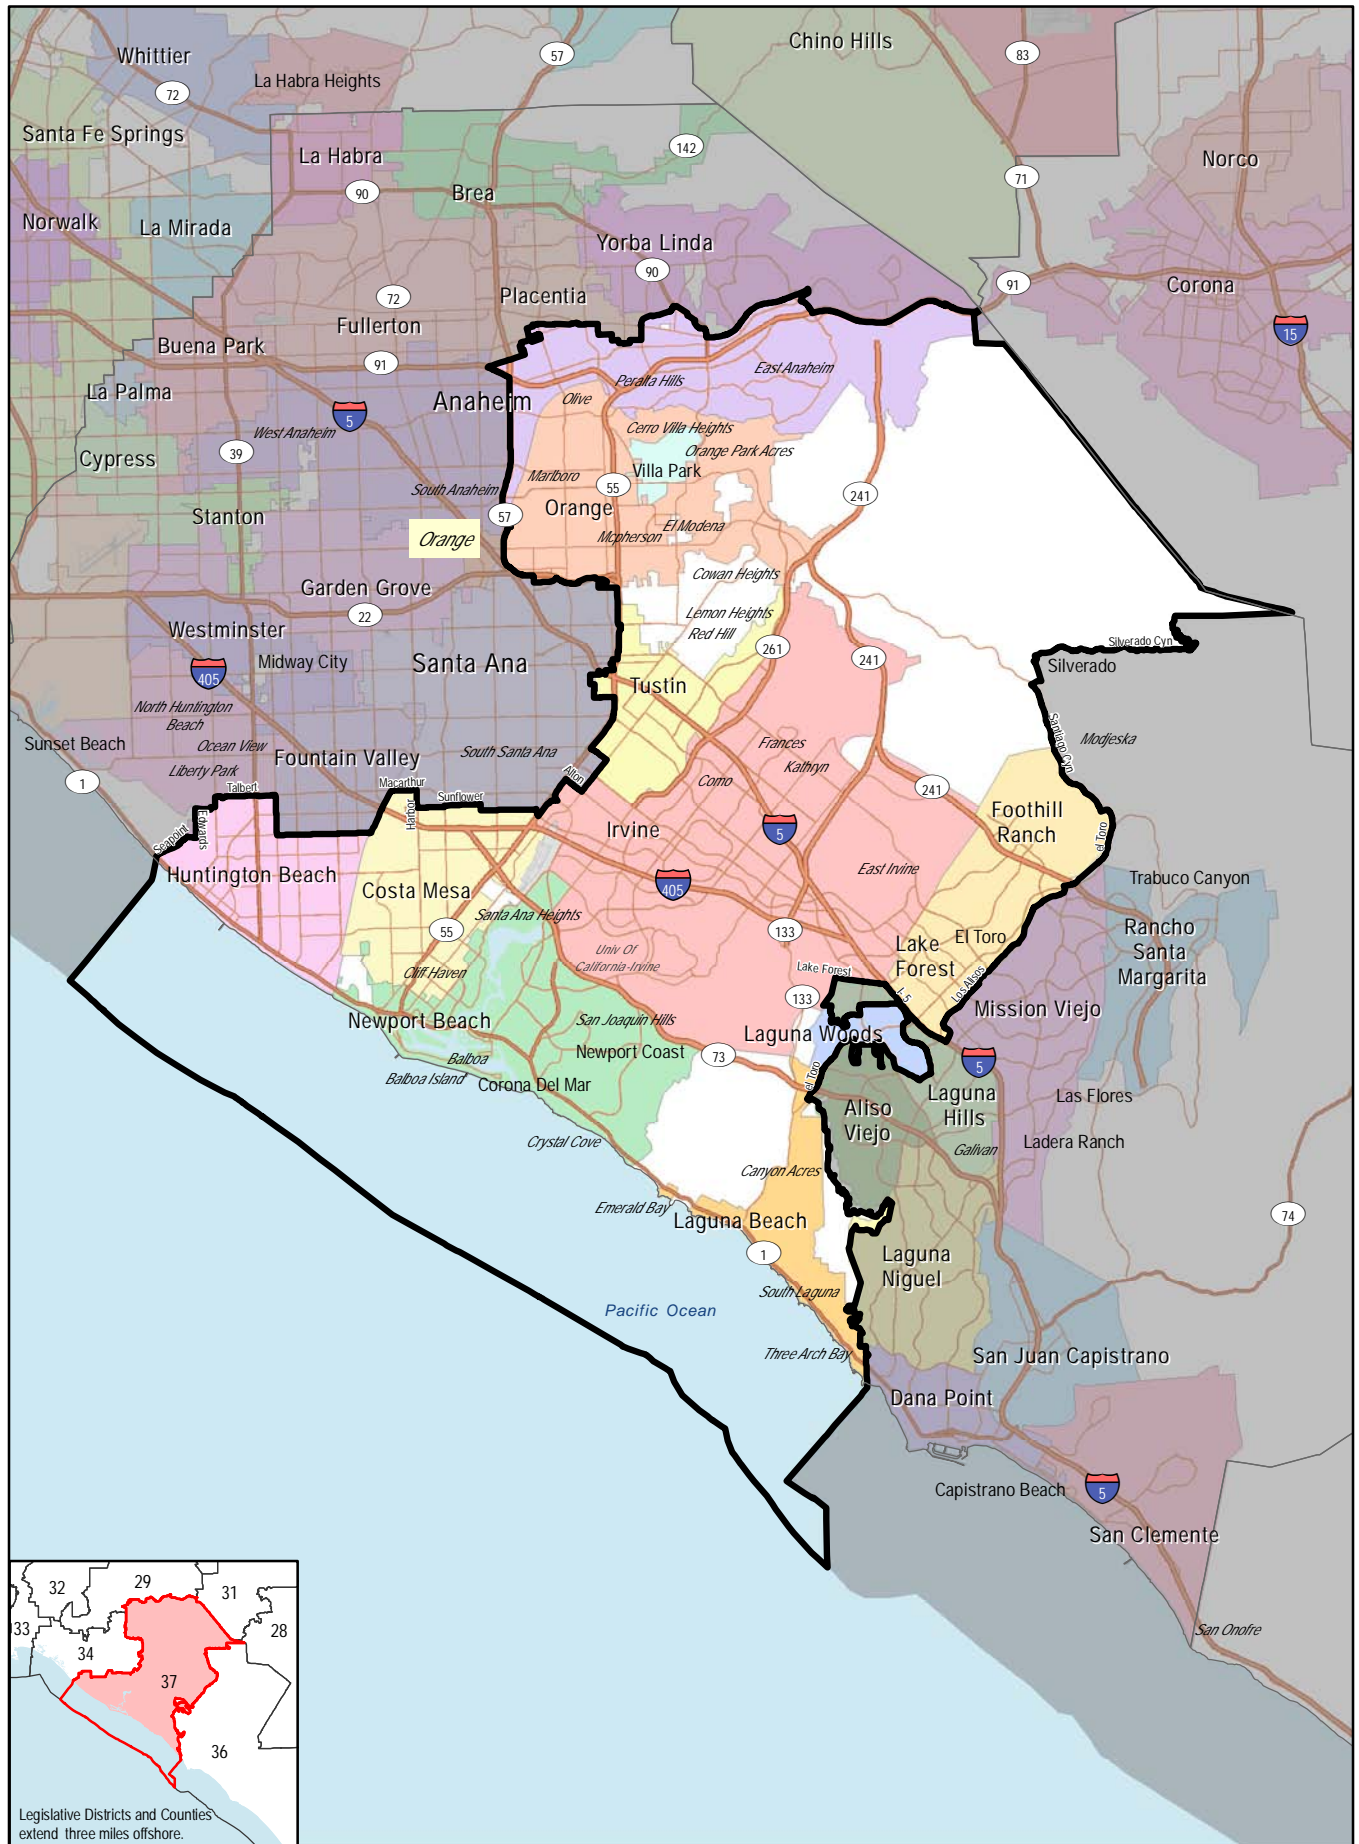 Whittier
72
La Habra Heights
57
Chino Hills
83
Santa Fe Springs
La Habra
142
Norco
90
Brea
71
Norwalk
La Mirada
Yorba Linda
90
Placentia
72
Fullerton
91
Corona
15
Buena Park
91
La Palma
5
Anaheim
Olive
Peralla Hills
East Anaheim
West Anaheim
39
Cypress
Cerro Villa Heights
Orange Park Acres
Villa Park
Marlboro
South Anaheim
55
241
Stanton
57
Orange
El Modena
Mcpherson
Orange
Cowan Heights
Garden Grove
22
Lemon Heights
Red Hill
Westminster
261
Midway City
Santa Ana
241
Silverado Cyn
Silverado
405
Tustin
North Huntington
Beach
Santiago Cyn
Modjeska
Sunset Beach
Ocean View
Liberty Park
Fountain Valley
South Santa Ana
Frances
Kathryn
Como
1
Talbert
Macarthur
Sunflower
Alton
241
Seapoint
Edwards
Harbor
Irvine
5
Foothill
Ranch
el Toro
Huntington Beach
Costa Mesa
405
East Irvine
Trabuco Canyon
55
Santa Ana Heights
133
Rancho
Santa
Margarita
Univ Of
California-Irvine
Lake
Forest
El Toro
Cliff Haven
Lake Forest
I- 5
Los Alisos
133
Mission Viejo
Newport Beach
San Joaquin Hills
Laguna Woods
Newport Coast
73
5
Balboa
Balboa Island
Corona Del Mar
el Toro
Aliso
Viejo
Laguna
Hills
Las Flores
Crystal Cove
Galivan
Ladera Ranch
Canyon Acres
Emerald Bay
Laguna Beach
74
1
Laguna
Niguel
South Laguna
Pacific Ocean
Three Arch Bay
San Juan Capistrano
Dana Point
Capistrano Beach
5
San Clemente
San Onofre
32
29
31
33
28
34
37
36
Legislative Districts and Counties
extend three miles offshore.